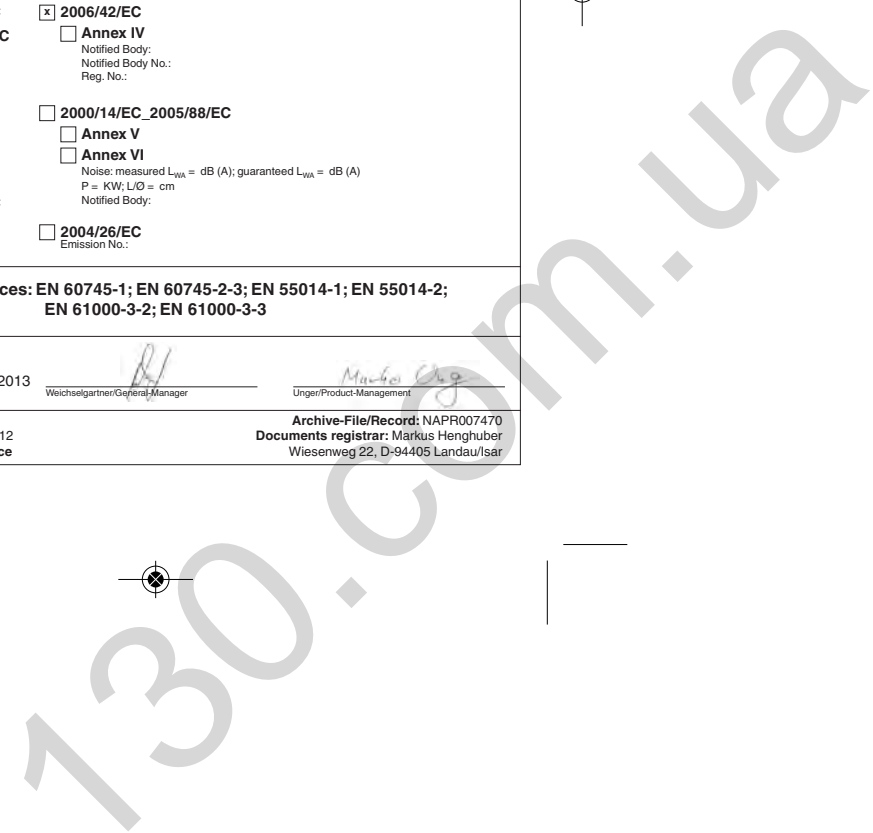 x 2006/42/EC
C
Annex IV
Notified Body:
Notified Body No.:
Reg. No.:
2000/14/EC_2005/88/EC
Annex V
Annex VI
Noise: measured LWA = dB (A); guaranteed LWA = dB (A)
P = KW; L/Ø = cm
Notified Body:
2004/26/EC
Emission No.:
ces: EN 60745-1; EN 60745-2-3; EN 55014-1; EN 55014-2;
EN 61000-3-2; EN 61000-3-3
2013
Weichselgartner/General-Manager
Unger/Product-Management
Archive-File/Record: NAPR007470
12
Documents registrar: Markus Henghuber
ce
Wiesenweg 22, D-94405 Landau/Isar
130.com.ua